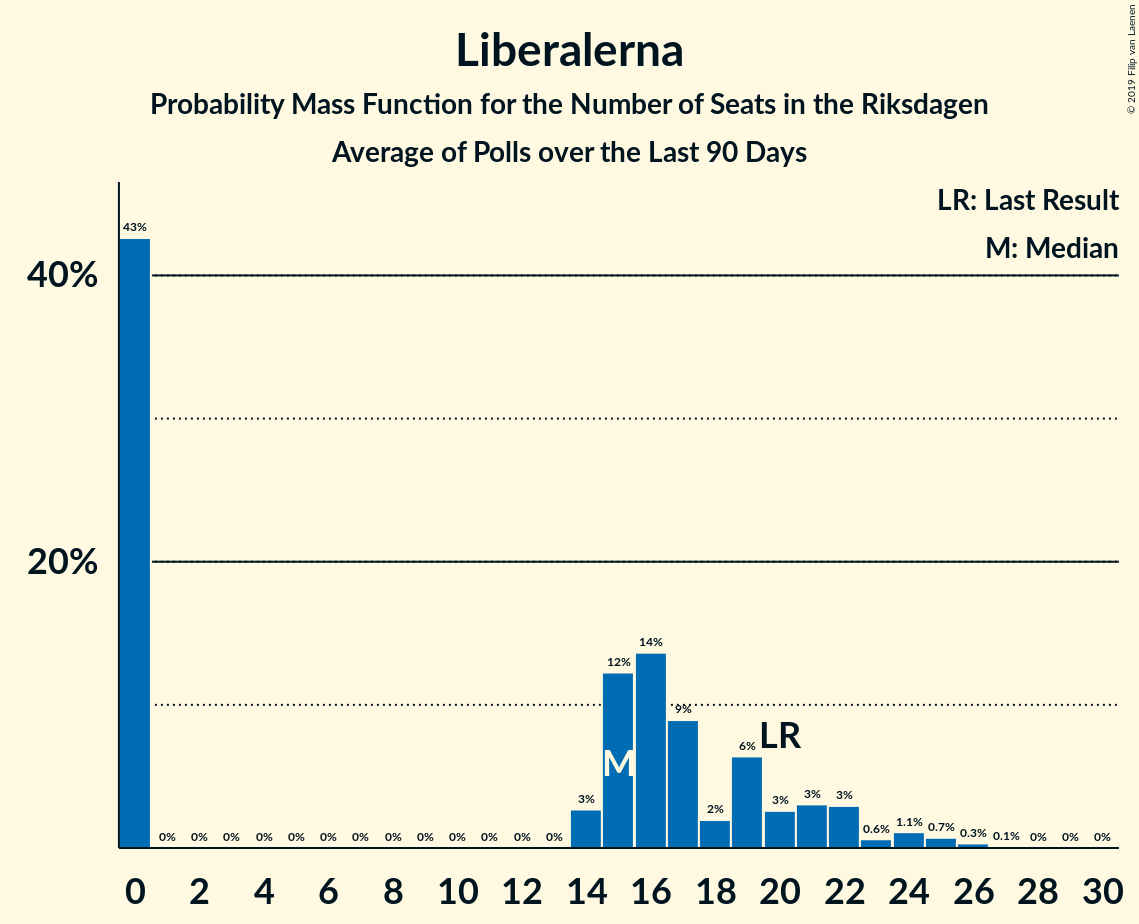 Liberalerna
Probability Mass Function for the Number of Seats in the Riksdagen
Average of Polls over the Last 90 Days
© 2019 Filip van Laenen
LR: Last Result
M: Median
43%
40%
20%
0% 0% 0% 0% 0% 0% 0% 0% 0% 0% 0% 0% 0% 3% 12% 14% 9% 2% 6% 3% 3% 3% 0.6% 1.1% 0.7% 0.3% 0.1% 0% 0% 0%
M
LR
0 2 4 6 8 10 12 14 16 18 20 22 24 26 28 30